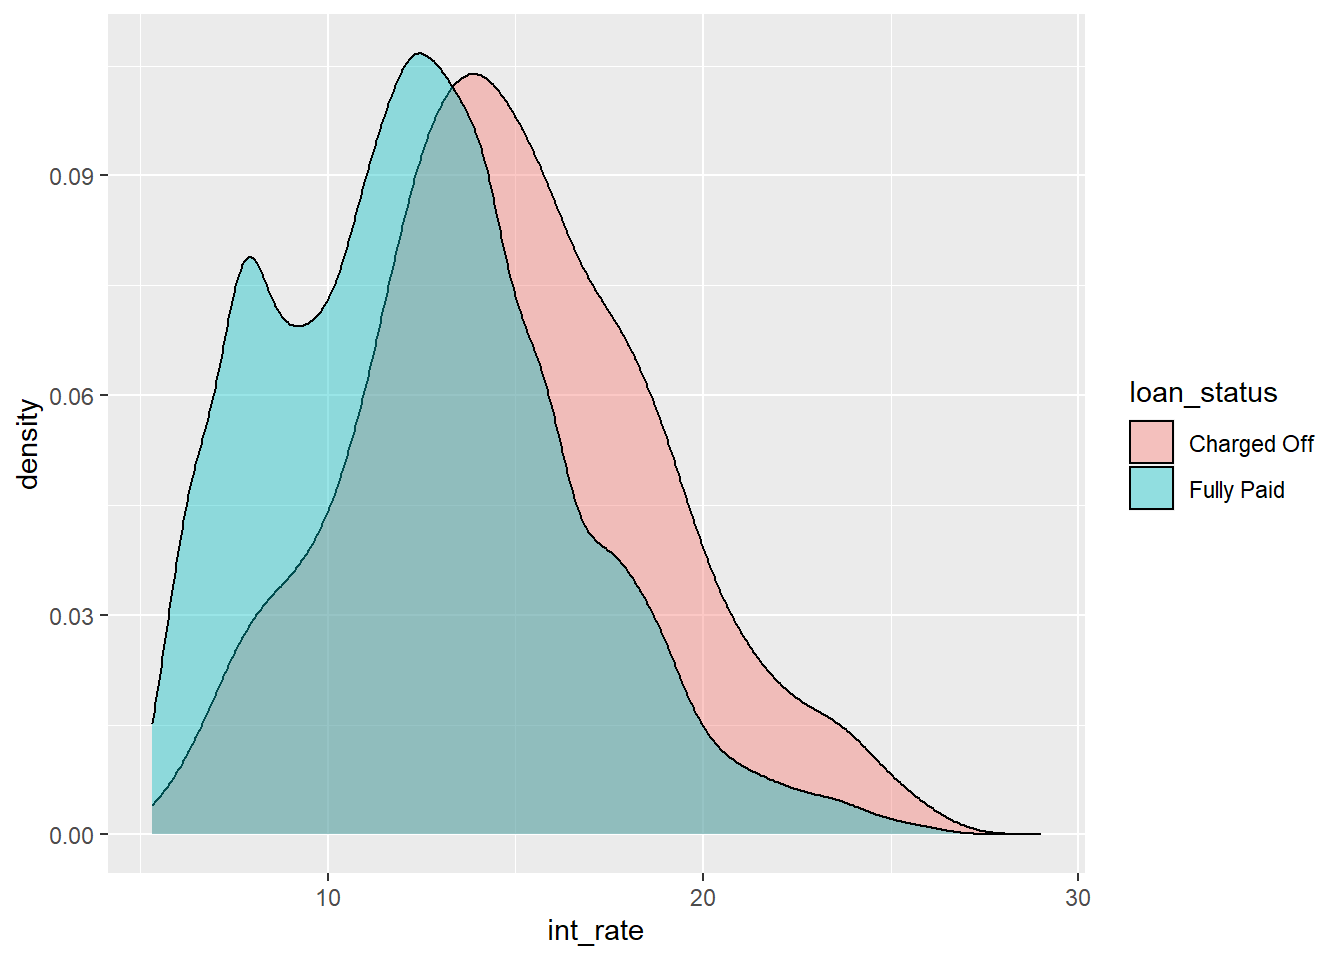 density
0.09
0.06
0.03
0.00
10
20
30
int_rate
loan_status
Charged Off
Fully Paid